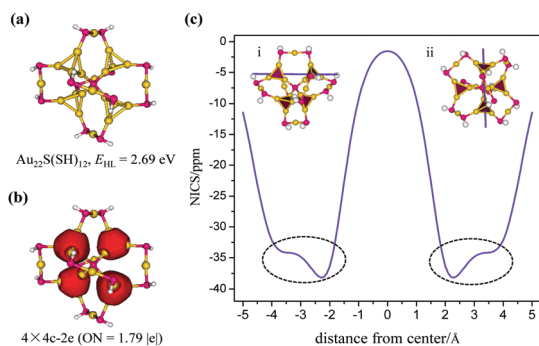 (a)
Au₂₂S(SH)₁₂, E_HL = 2.69 eV
(b)
4×4c-2e (ON = 1.79 |e|)
(c)
i
ii
NICS/ppm
0
-5
-10
-15
-20
-25
-30
-35
-40
-5 -4 -3 -2 -1 0 1 2 3 4 5
distance from center/Å